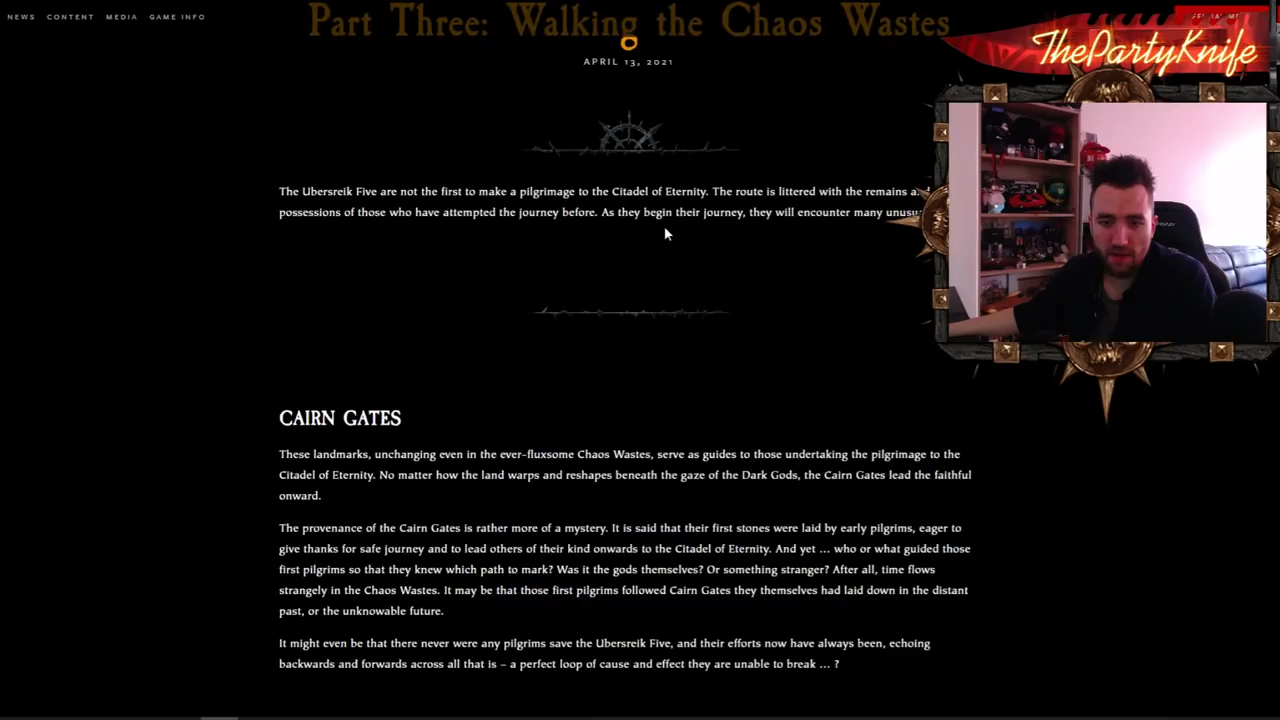 NEWS CONTENT MEDIA GAME INFO
Part Three: Walking the Chaos Wastes
ThePartyKnife
APRIL 13, 2021
The Ubersreik Five are not the first to make a pilgrimage to the Citadel of Eternity. The route is littered with the remains and
possessions of those who have attempted the journey before. As they begin their journey, they will encounter many
CAIRN GATES
These landmarks, unchanging even in the ever-fluxsome Chaos Wastes, serve as guides to those undertaking the pilgrimage to the
Citadel of Eternity. No matter how the land warps and reshapes beneath the gaze of the Dark Gods, the Cairn Gates lead the faithful
onward.
The provenance of the Cairn Gates is rather more of a mystery. It is said that their first stones were laid by early pilgrims, eager to
give thanks for safe journey and to lead others of their kind onwards to the Citadel of Eternity. And yet … who or what guided those
first pilgrims so that they knew which path to mark? Was it the gods themselves? Or something stranger? After all, time flows
strangely in the Chaos Wastes. It may be that those first pilgrims followed Cairn Gates they themselves had laid down in the distant
past, or the unknowable future.
It might even be that there never were any pilgrims save the Ubersreik Five, and their efforts now have always been, echoing
backwards and forwards across all that is – a perfect loop of cause and effect they are unable to break … ?